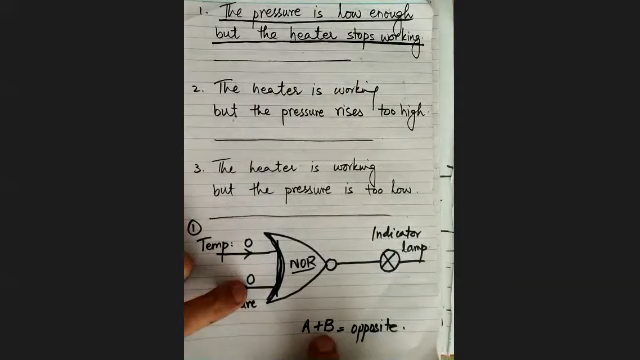 1. The pressure is low enough
but the heater stops working.
2. The heater is working
but the pressure rises too high.
3. The heater is working
but the pressure is too low.
①
Temp: 0
Indicator
lamp
NOR
0
A + B = opposite.